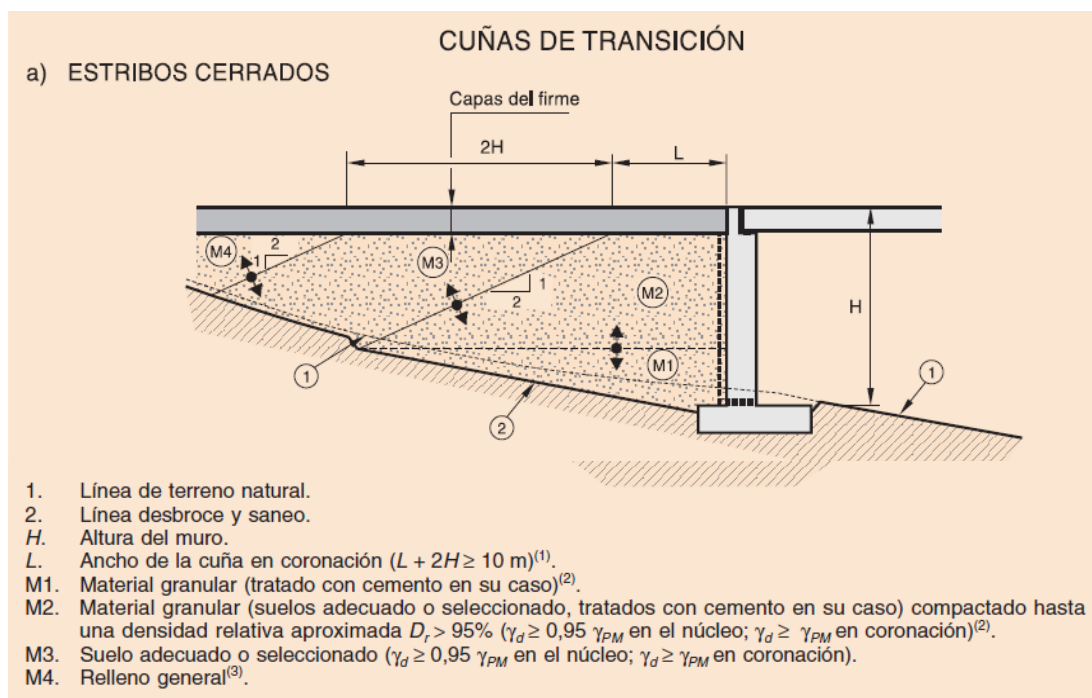 CUÑAS DE TRANSICIÓN
a) ESTRIBOS CERRADOS
Capas del firme
2H
L
M4
2
1
M3
1
2
M2
H
M1
1
1
2
1. Línea de terreno natural.
2. Línea desbroce y saneo.
H. Altura del muro.
L. Ancho de la cuña en coronación (L + 2H ≥ 10 m)(1).
M1. Material granular (tratado con cemento en su caso)(2).
M2. Material granular (suelos adecuado o seleccionado, tratados con cemento en su caso) compactado hasta
una densidad relativa aproximada Dr > 95% (γd ≥ 0,95 γPM en el núcleo; γd ≥ γPM en coronación)(2).
M3. Suelo adecuado o seleccionado (γd ≥ 0,95 γPM en el núcleo; γd ≥ γPM en coronación).
M4. Relleno general(3).